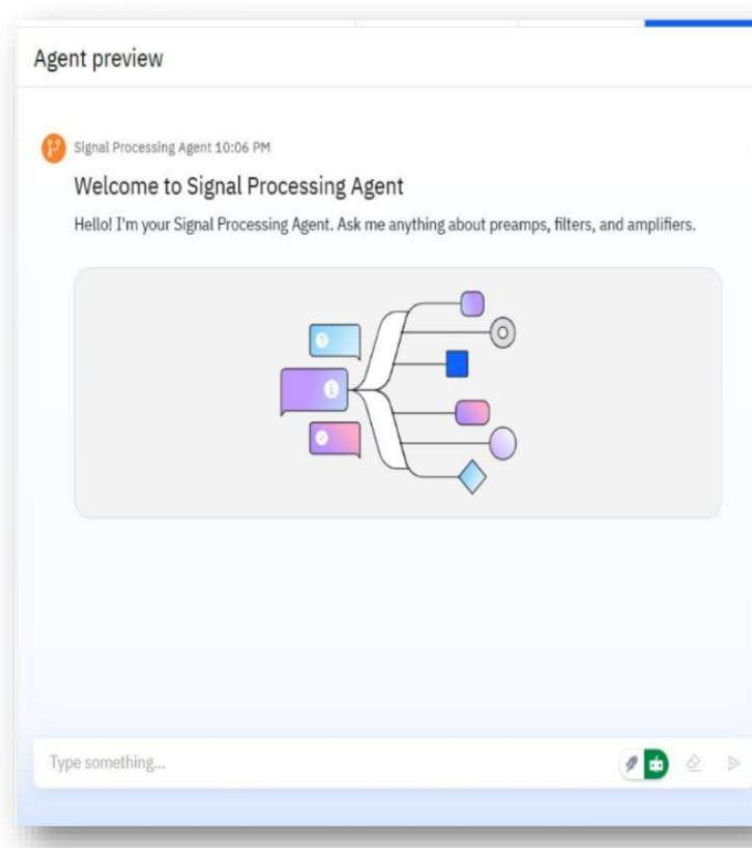 Agent preview
Signal Processing Agent 10:06 PM
Welcome to Signal Processing Agent
Hello! I'm your Signal Processing Agent. Ask me anything about preamps, filters, and amplifiers.
Type something...